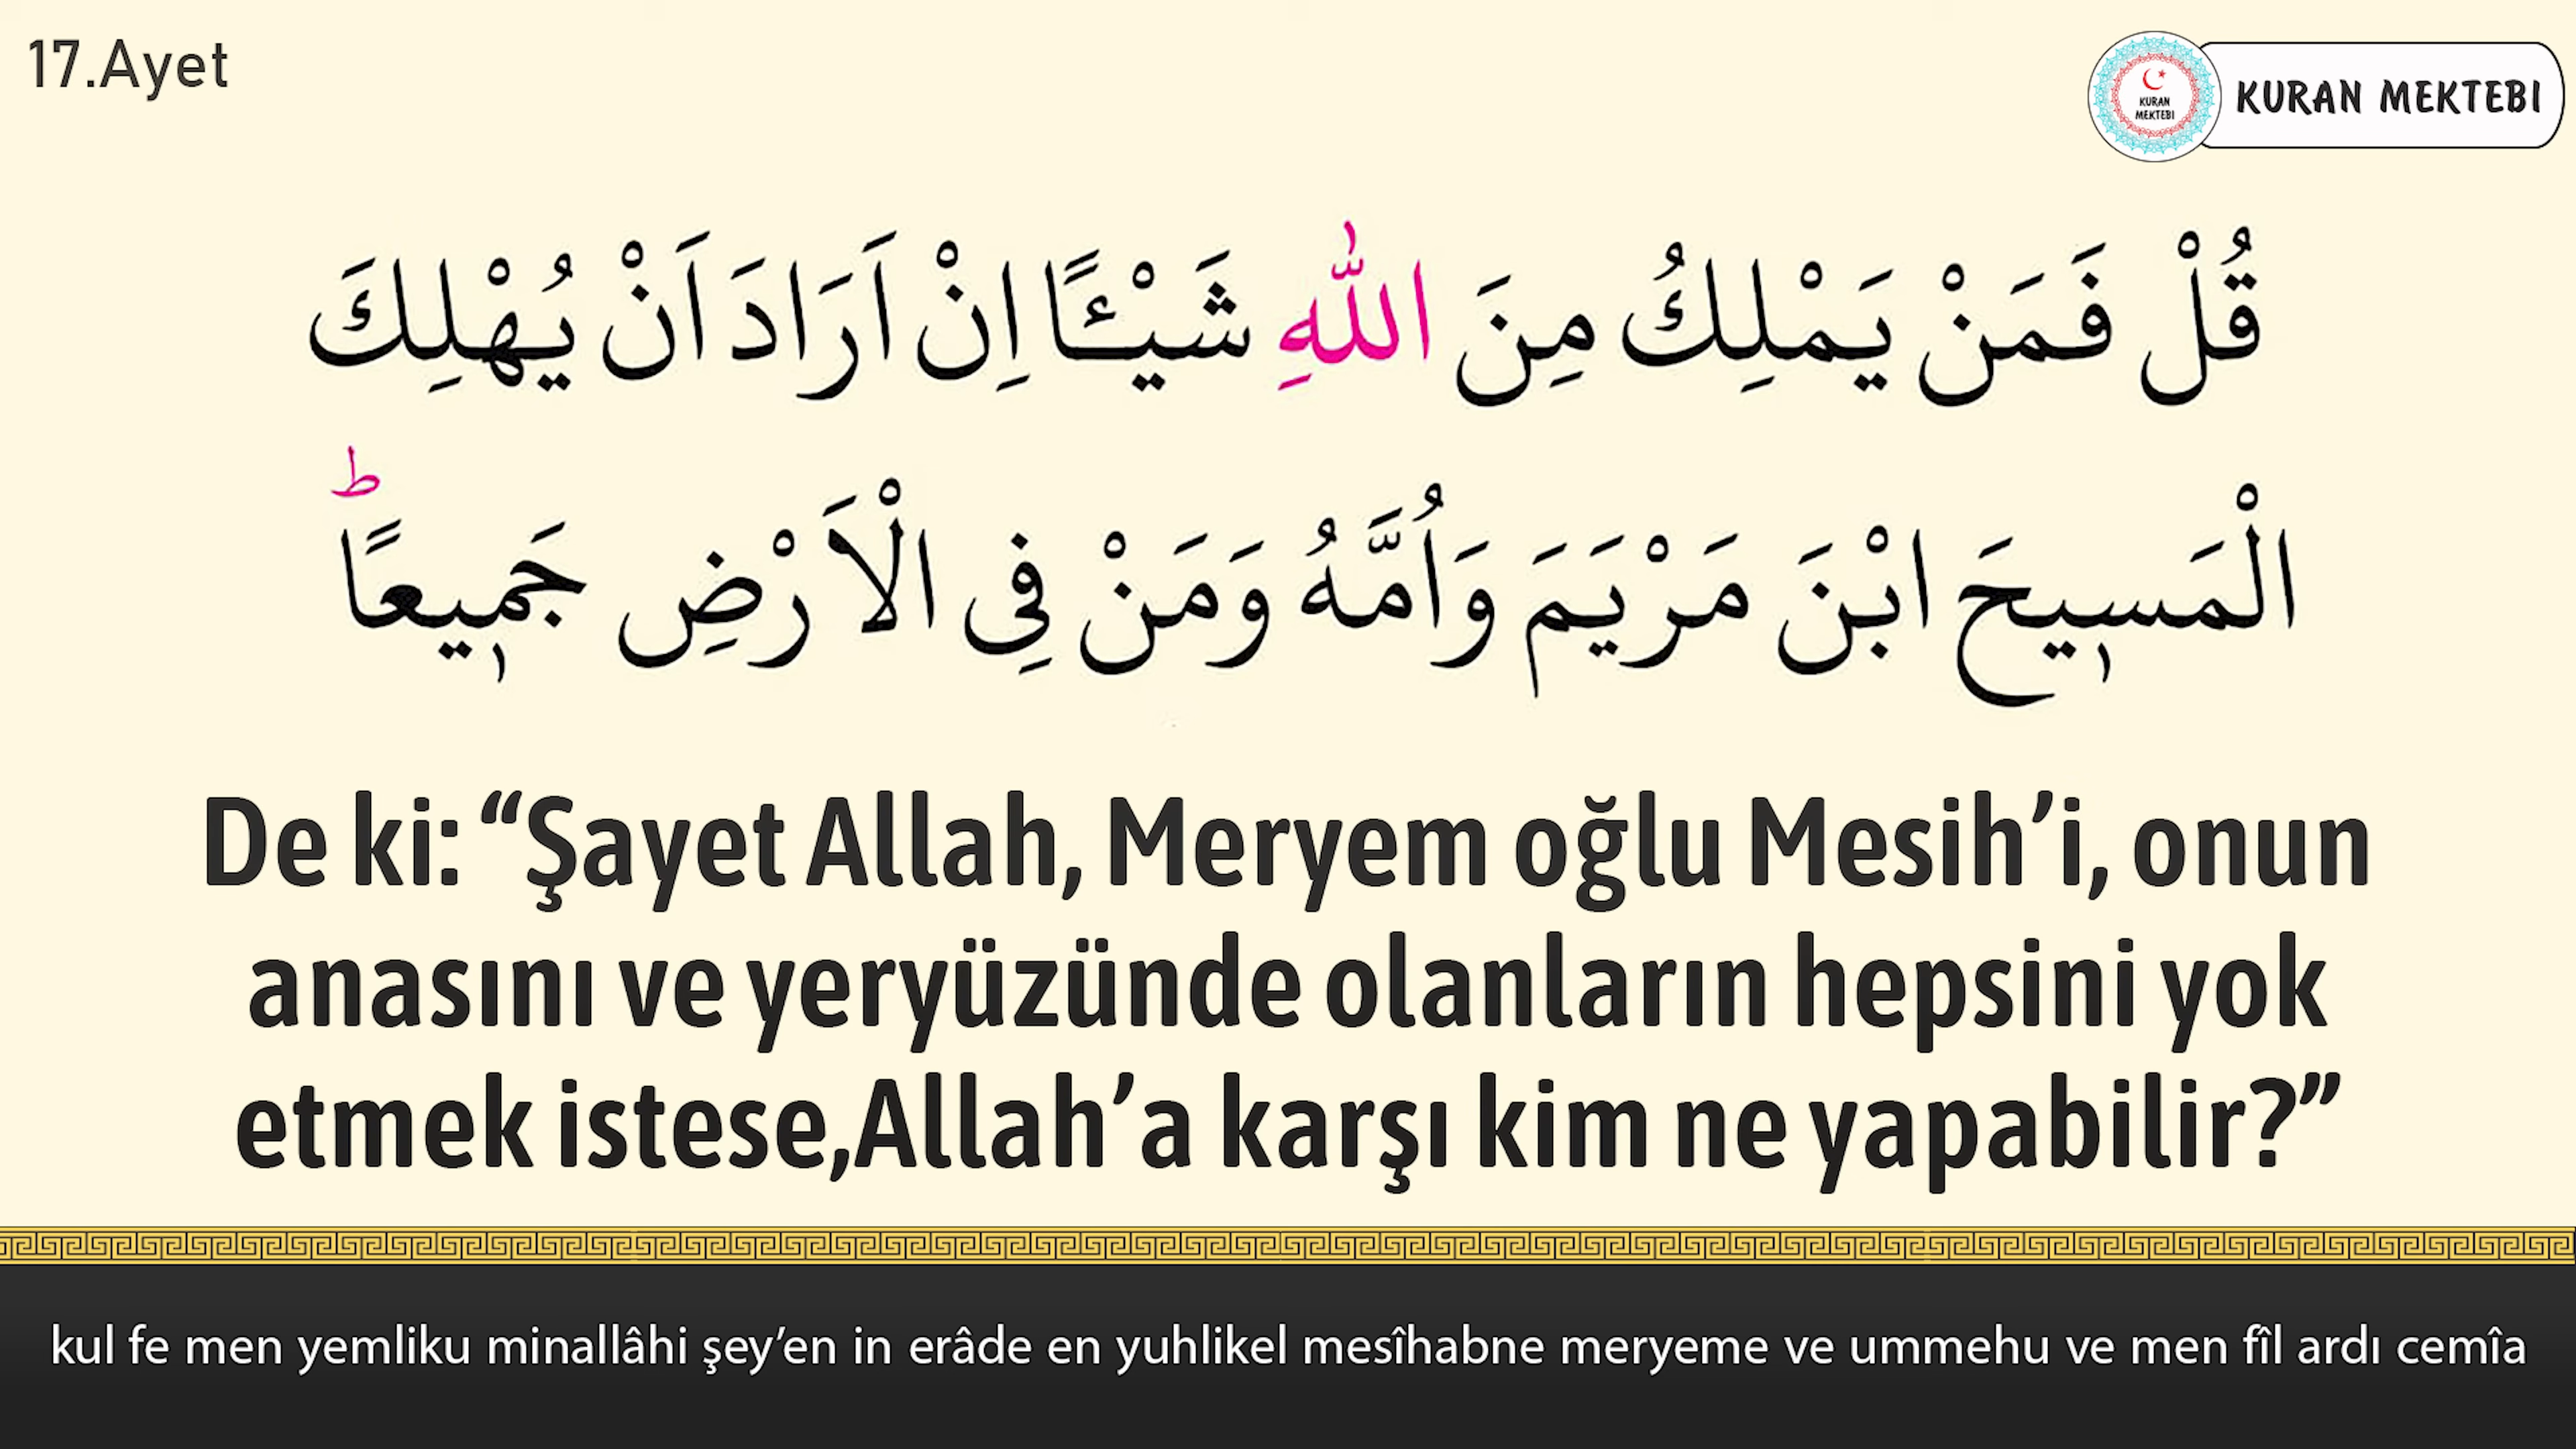 17.Ayet
KURAN
MEKTEBI
KURAN MEKTEBI
قُلْ فَمَنْ يَمْلِكُ مِنَ اللّٰهِ شَيْـًٔا اِنْ اَرَادَ اَنْ يُهْلِكَ
الْمَسٖيحَ ابْنَ مَرْيَمَ وَاُمَّهُ وَمَنْ فِى الْاَرْضِ جَمٖيعًاؕ
De ki: “Şayet Allah, Meryem oğlu Mesih’i, onun
anasını ve yeryüzünde olanların hepsini yok
etmek istese,Allah’a karşı kim ne yapabilir?”
kul fe men yemliku minallâhi şey’en in erâde en yuhlikel mesîhabne meryeme ve ummehu ve men fîl ardı cemîa